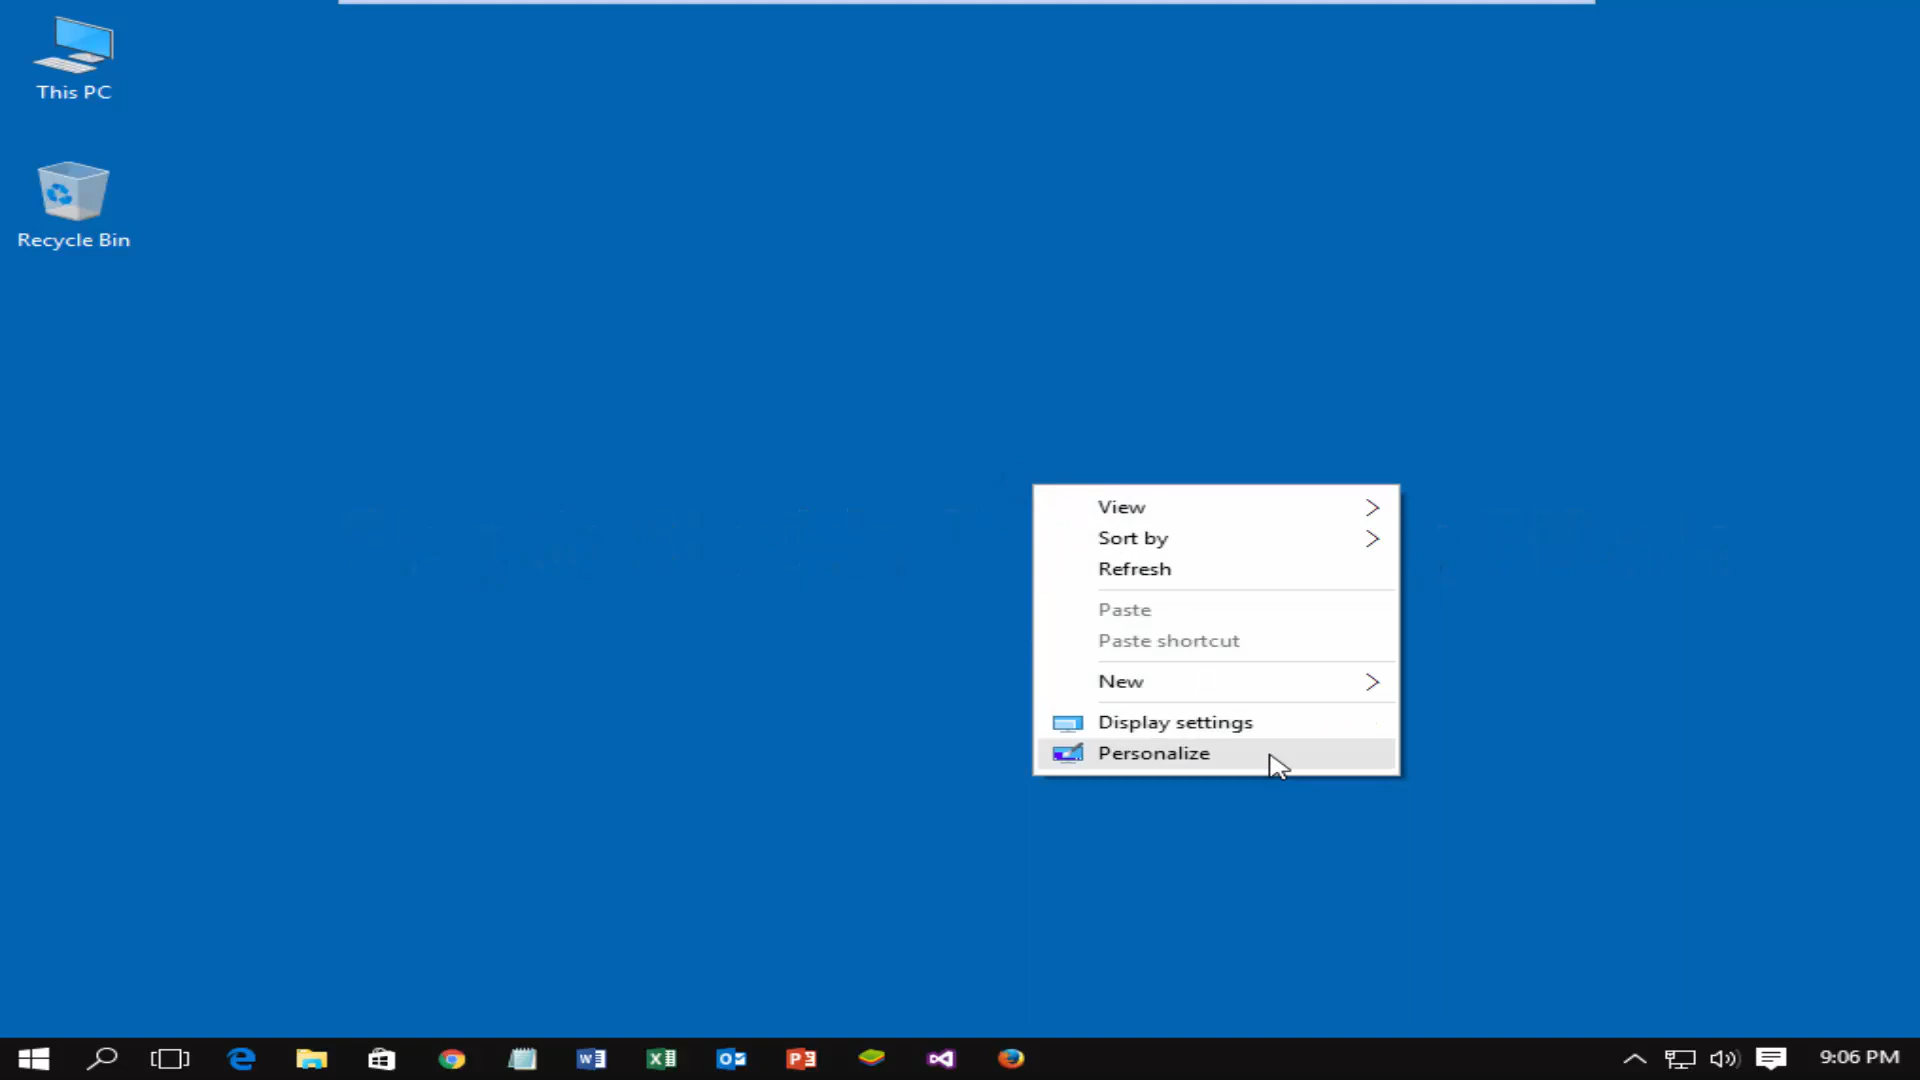 This PC
Recycle Bin
View
Sort by
Refresh
Paste
Paste shortcut
New
Display settings
Personalize
9:06 PM